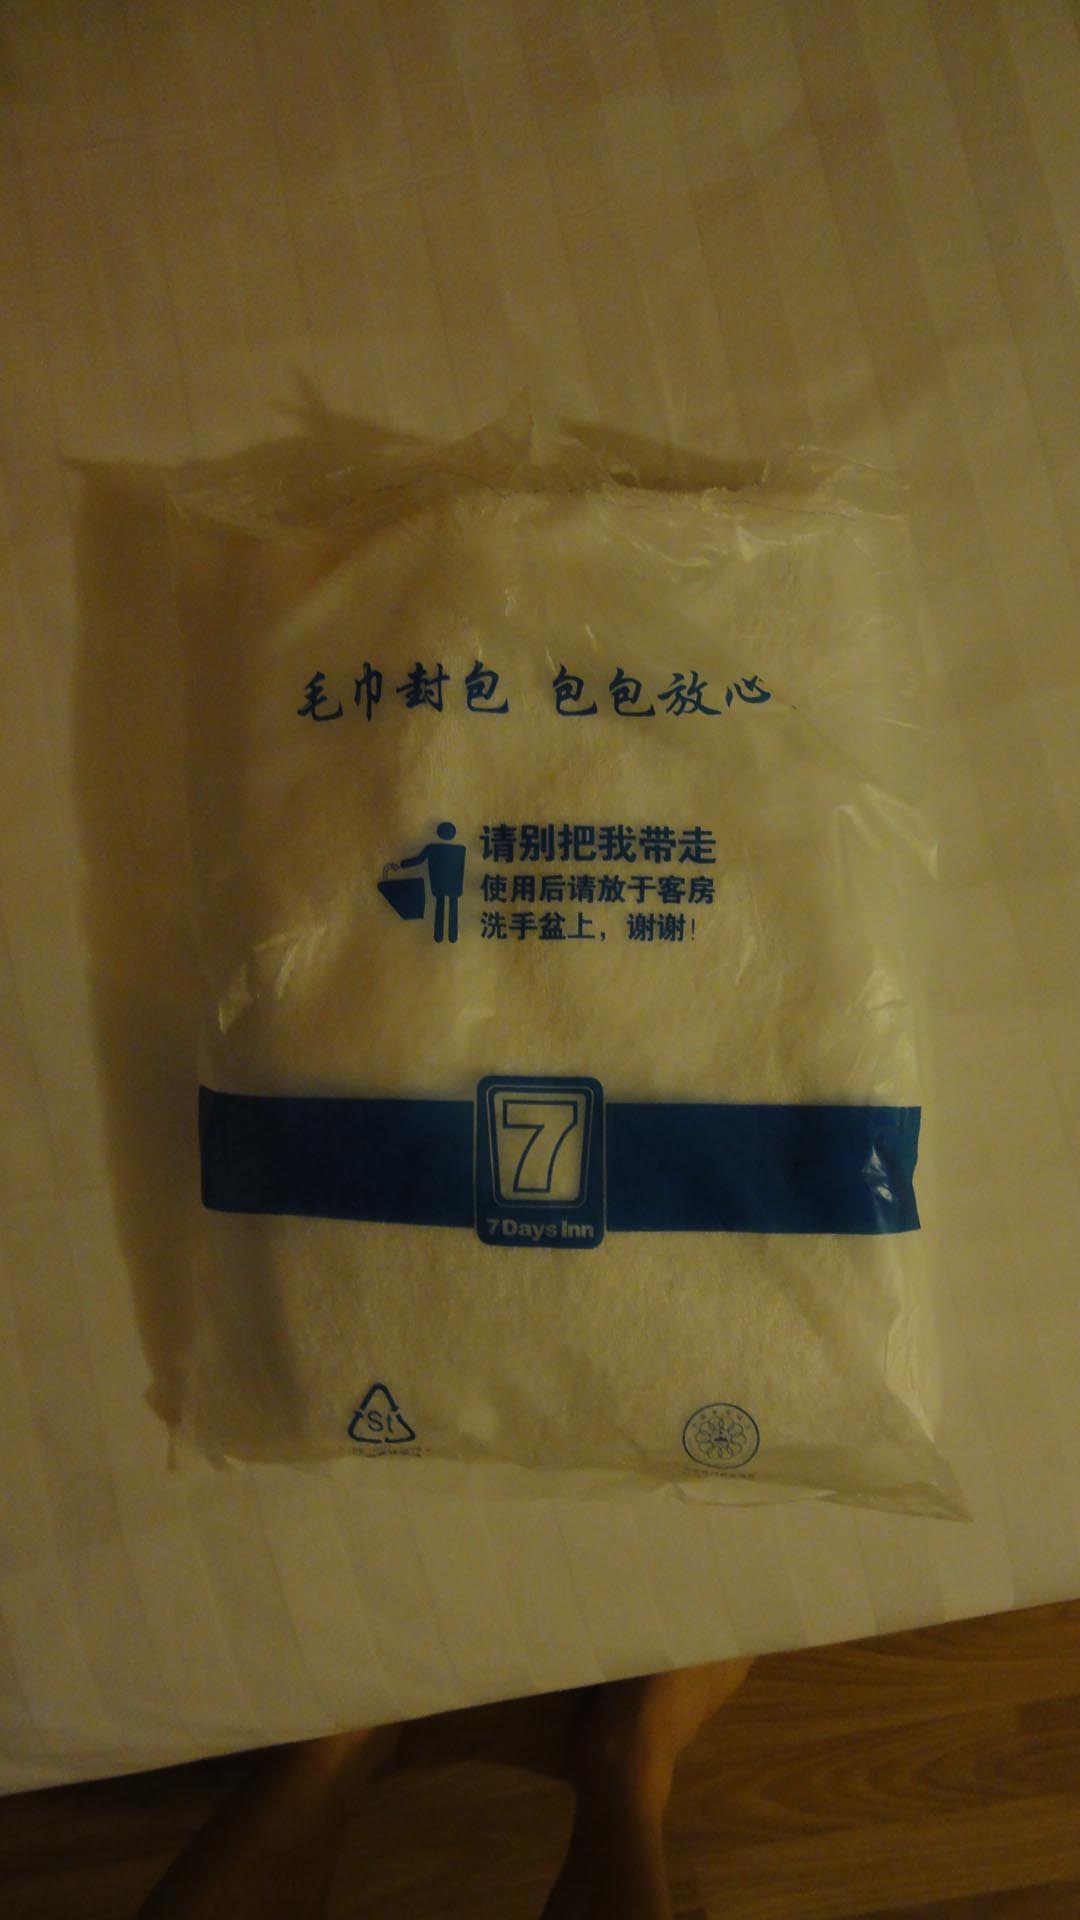 毛巾封包 包包放心
请别把我带走
使用后请放于客房
洗手盆上，谢谢！
7
7 Days Inn
St